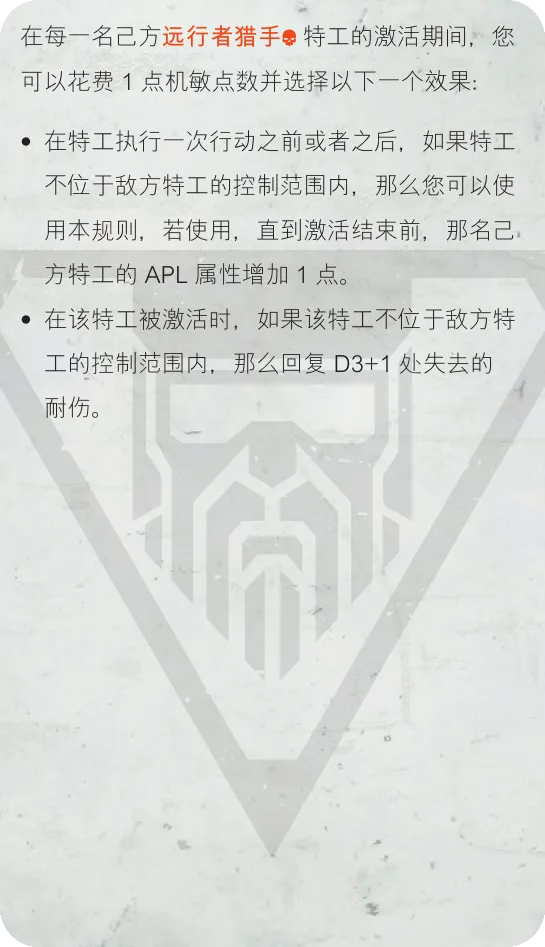 在每一名己方远行者猎手 特工的激活期间，您
可以花费 1 点机敏点数并选择以下一个效果:
• 在特工执行一次行动之前或者之后，如果特工
不位于敌方特工的控制范围内，那么您可以使
用本规则，若使用，直到激活结束前，那名己
方特工的 APL 属性增加 1 点。
• 在该特工被激活时，如果该特工不位于敌方特
工的控制范围内，那么回复 D3+1 处失去的
耐伤。